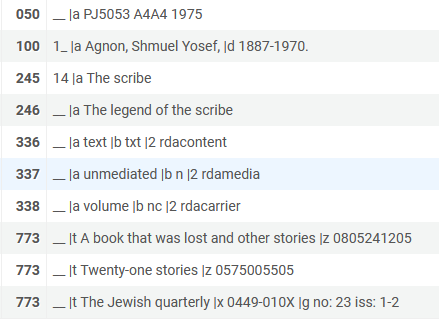 050 __ |a PJ5053 A4A4 1975
100 1_ |a Agnon, Shmuel Yosef, |d 1887-1970.
245 14 |a The scribe
246 __ |a The legend of the scribe
336 __ |a text |b txt |2 rdacontent
337 __ |a unmediated |b n |2 rdamedia
338 __ |a volume |b nc |2 rdacarrier
773 __ |t A book that was lost and other stories |z 0805241205
773 __ |t Twenty-one stories |z 0575005505
773 __ |t The Jewish quarterly |x 0449-010X |g no: 23 iss: 1-2